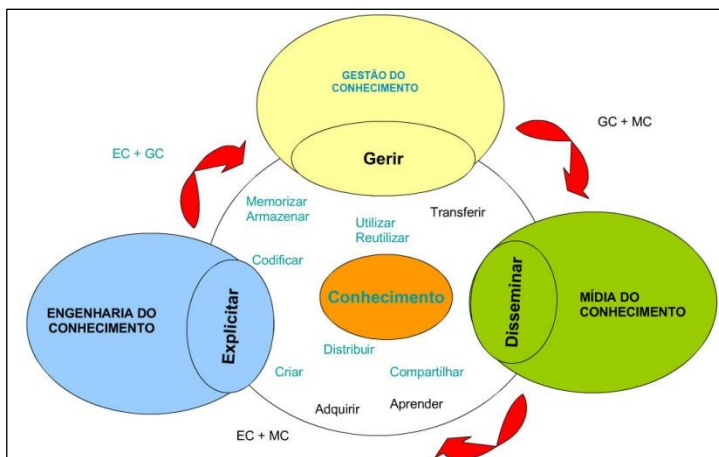 GESTÃO DO
CONHECIMENTO
Gerir
EC + GC
GC + MC
Memorizar
Armazenar
Utilizar
Reutilizar
Transferir
Codificar
ENGENHARIA DO
CONHECIMENTO
Explicitar
Conhecimento
Disseminar
MÍDIA DO
CONHECIMENTO
Distribuir
Criar
Compartilhar
Adquirir
Aprender
EC + MC